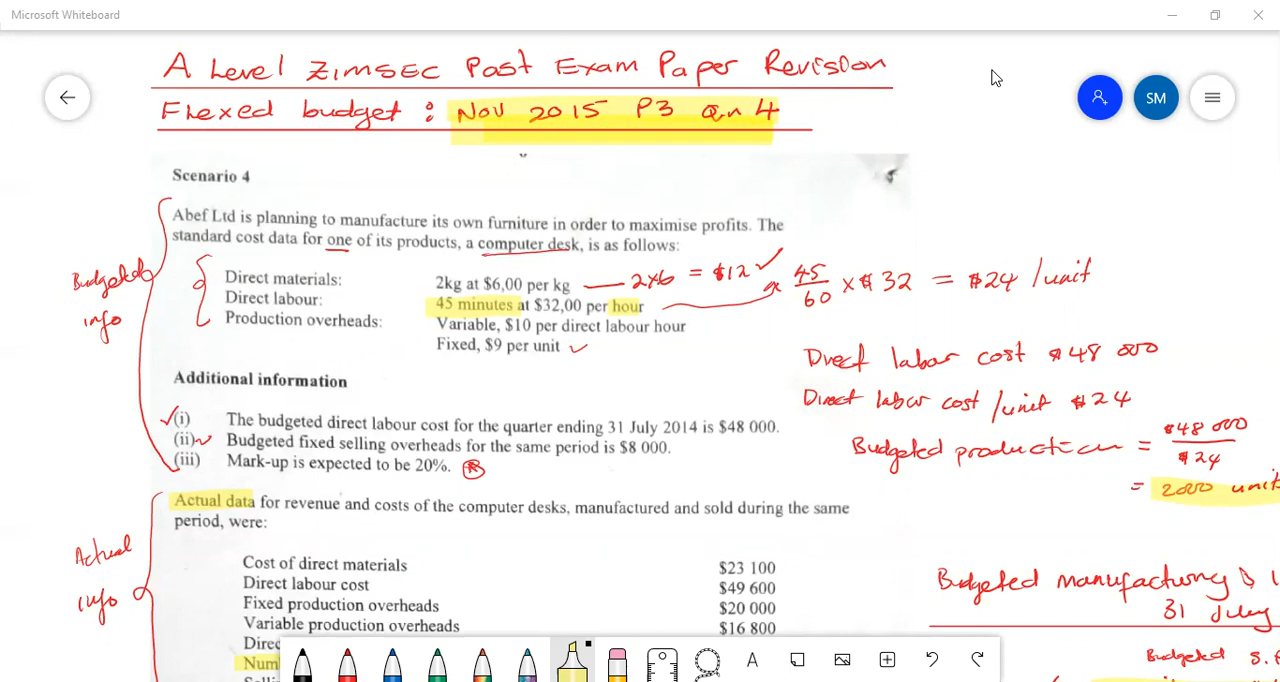 Microsoft Whiteboard
A Level ZIMSEC Past Exam Paper Revision
Flexed budget : Nov 2015 P3 Qn 4
SM
Scenario 4
Abef Ltd is planning to manufacture its own furniture in order to maximise profits. The
standard cost data for one of its products, a computer desk, is as follows:
Budgeted
info
Direct materials: 2kg at $6,00 per kg 2×6 = $12
Direct labour: 45 minutes at $32,00 per hour
45/60 × $32 = $24 /unit
Production overheads: Variable, $10 per direct labour hour
Fixed, $9 per unit
Direct labor cost $48 000
Direct labor cost /unit $24
Budgeted production = $48 000/$24
= 2000 units
Additional information
(i) The budgeted direct labour cost for the quarter ending 31 July 2014 is $48 000.
(ii) Budgeted fixed selling overheads for the same period is $8 000.
(iii) Mark-up is expected to be 20%.
Actual data for revenue and costs of the computer desks, manufactured and sold during the same
period, were:
Actual
info
Cost of direct materials $23 100
Direct labour cost $49 600
Fixed production overheads $20 000
Variable production overheads $16 800
Direc
Num
Budgeted manufacturing
31 July
Budgeted
A